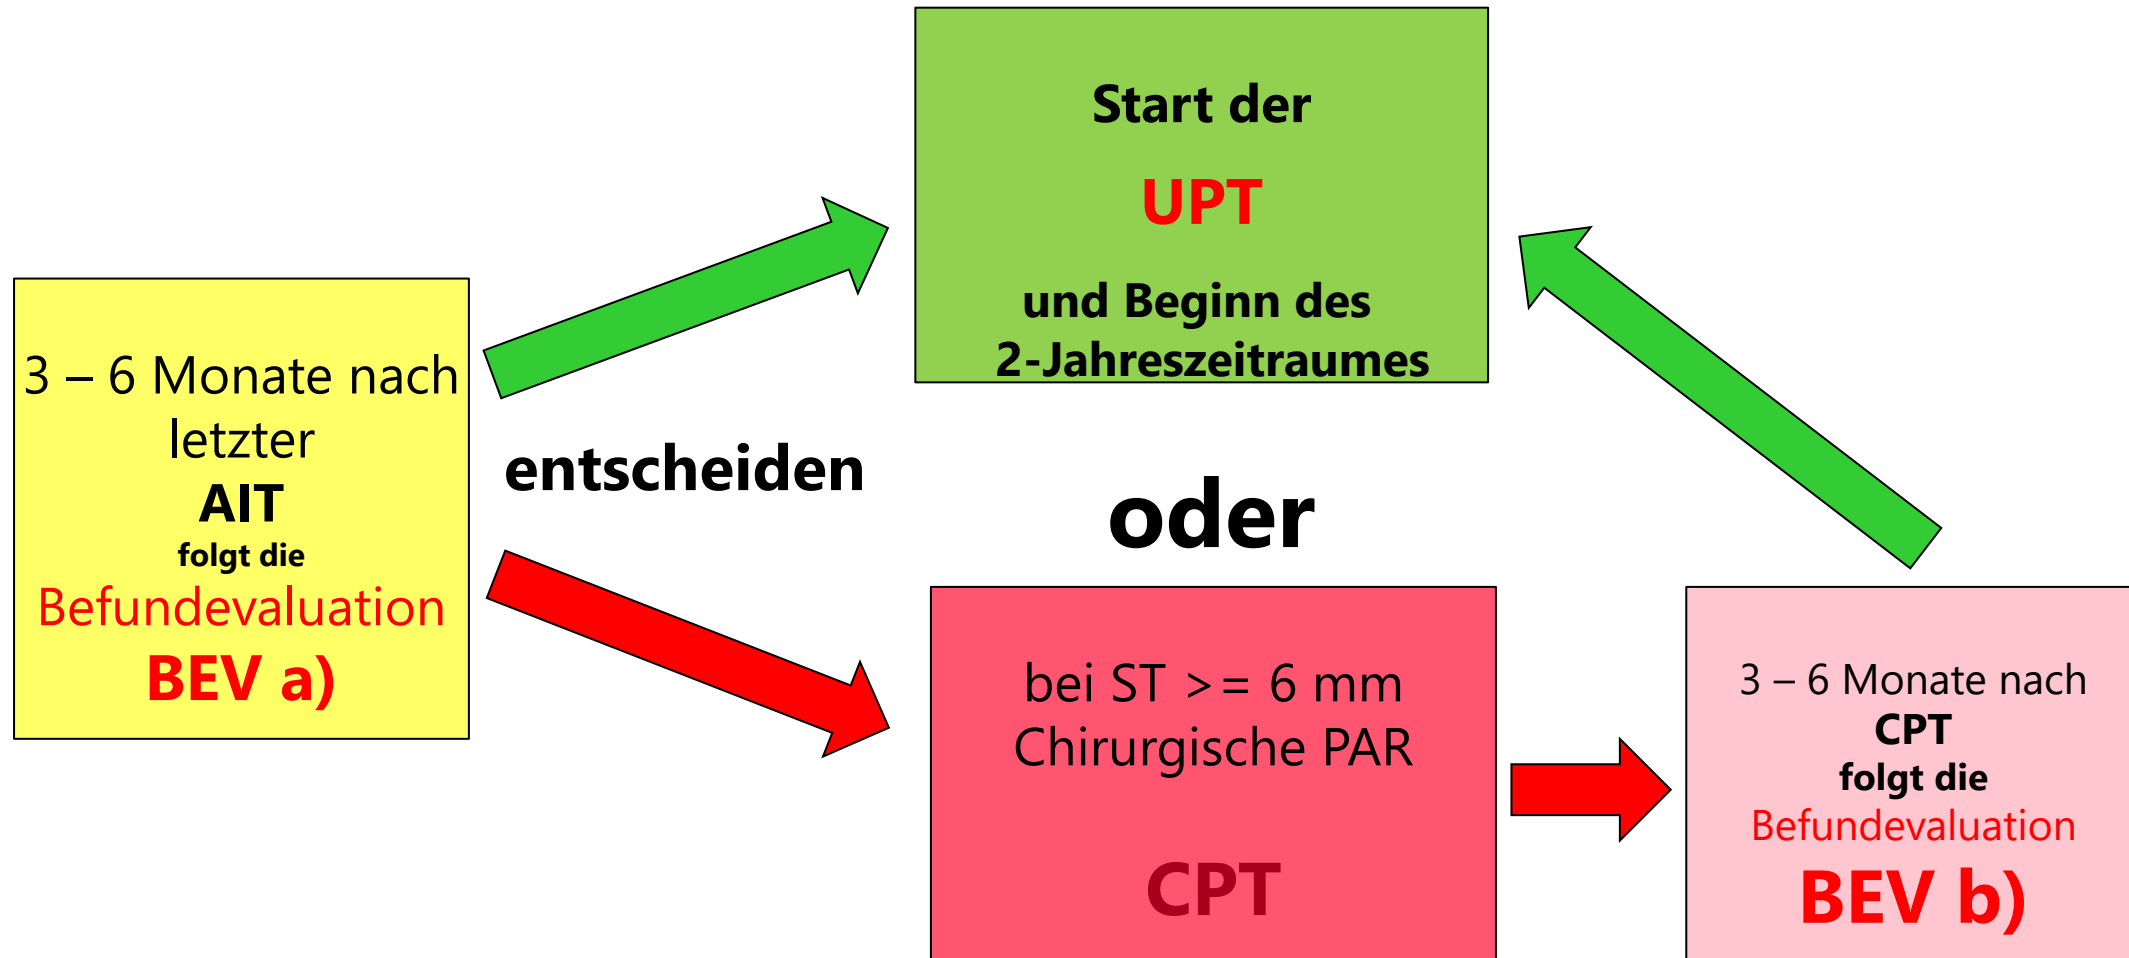 3 – 6 Monate nach
letzter
AIT
folgt die
Befundevaluation
BEV a)
entscheiden
Start der
UPT
und Beginn des
2-Jahreszeitraumes
oder
bei ST >= 6 mm
Chirurgische PAR
CPT
3 – 6 Monate nach
CPT
folgt die
Befundevaluation
BEV b)